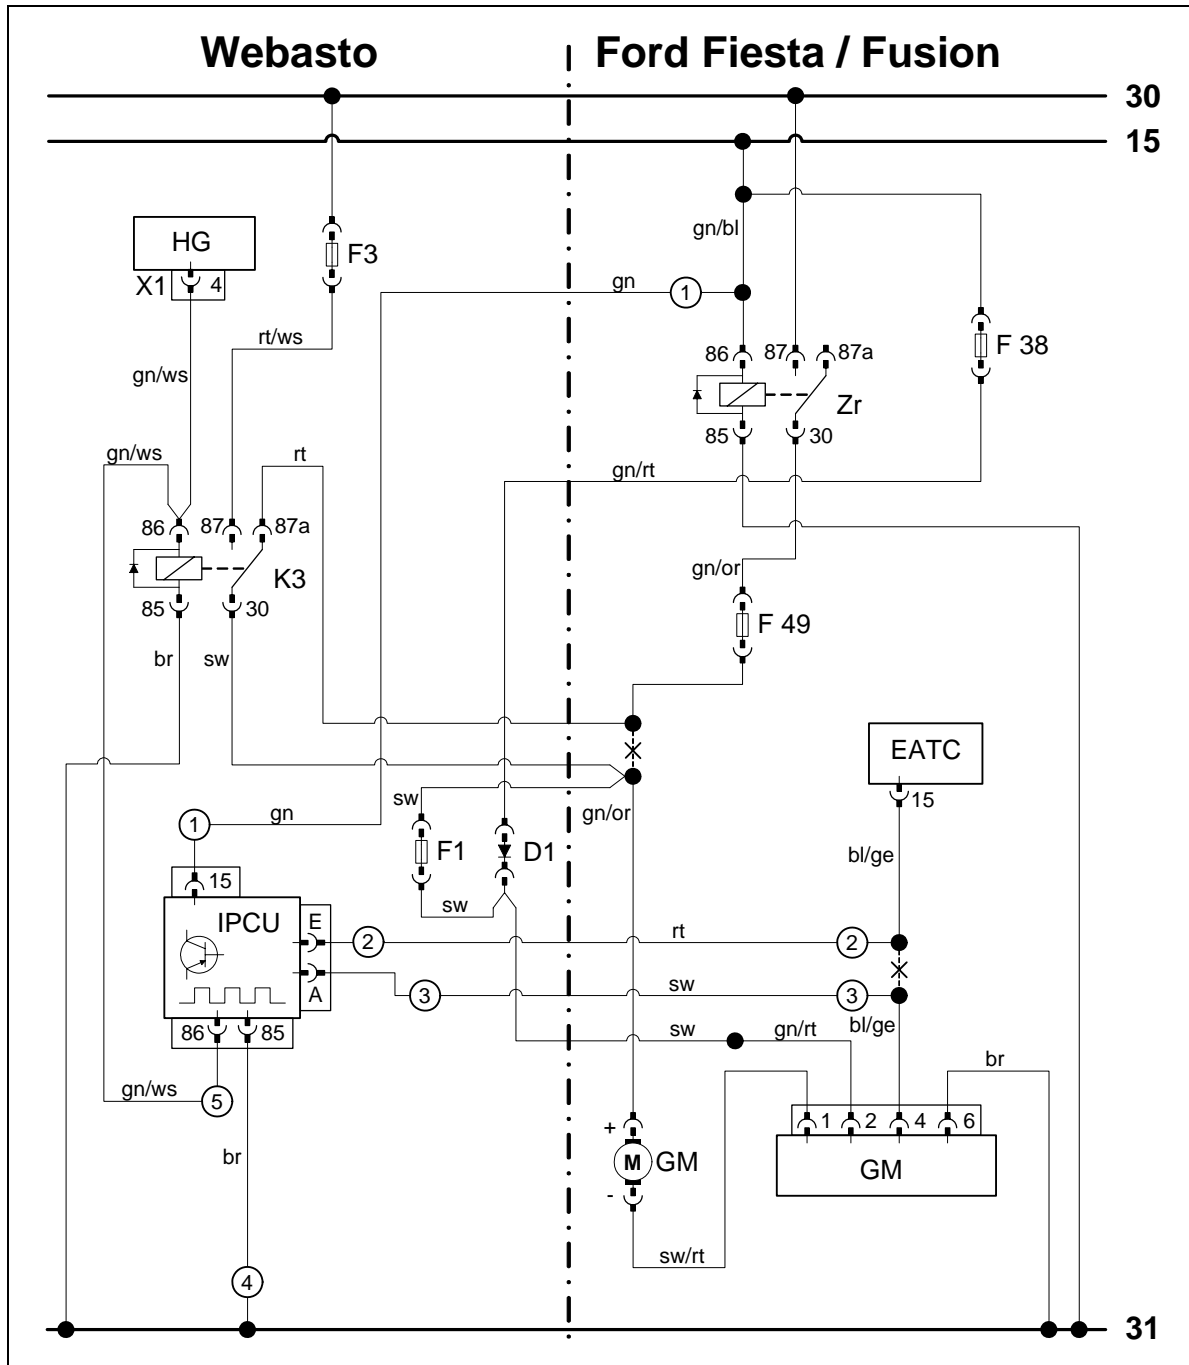 Webasto
Ford Fiesta / Fusion
30
15
HG
X1
4
F3
gn/bl
gn
1
rt/ws
gn/ws
86
87
87a
F 38
Zr
85
30
gn/ws
rt
gn/rt
86
87
87a
K3
85
30
gn/or
F 49
br
sw
EATC
15
sw
gn/or
1
gn
F1
D1
bl/ge
15
sw
IPCU
E
2
rt
2
A
3
sw
3
86
85
sw
gn/rt
bl/ge
br
gn/ws
5
1
2
4
6
+
M
GM
-
GM
br
sw/rt
4
31